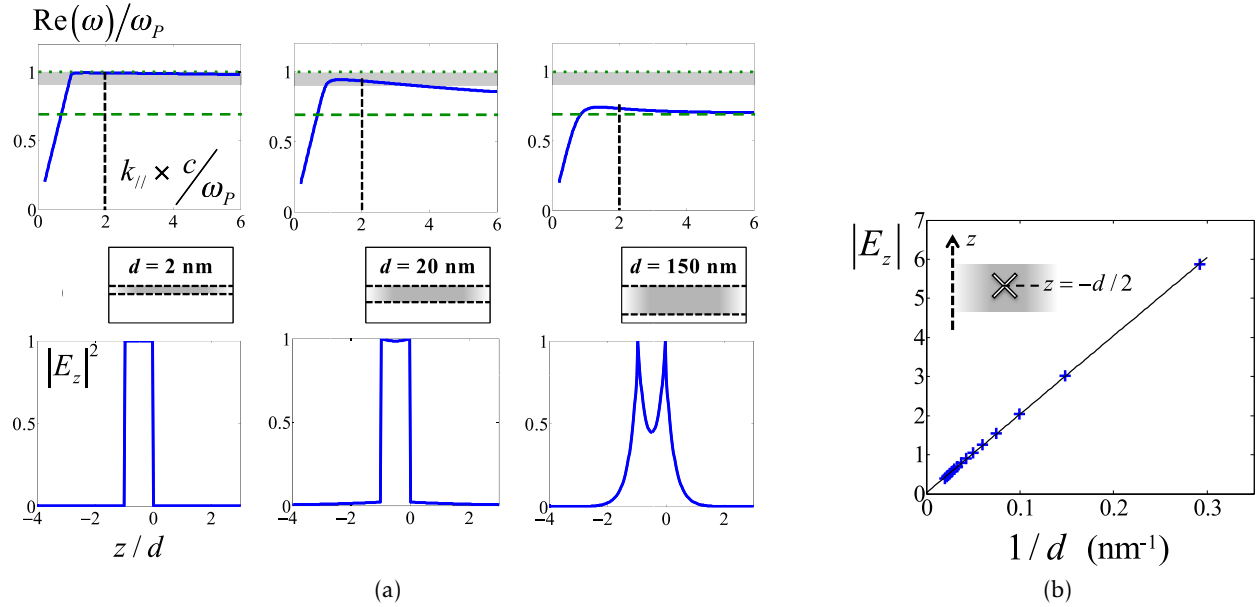 Re(ω)/ω_P
1
0.5
0
0 2 4 6
k_// × c/ω_P
1
0.5
0
0 2 4 6
1
0.5
0
0 2 4 6
d = 2 nm
d = 20 nm
d = 150 nm
|E_z|²
1
0.5
0
−4 −2 0 2
z / d
1
0.5
0
−4 −2 0 2
1
0.5
0
−4 −2 0 2
(a)
|E_z|
7
6
5
4
3
2
1
0
z
z = −d / 2
0 0.1 0.2 0.3
1 / d (nm⁻¹)
(b)